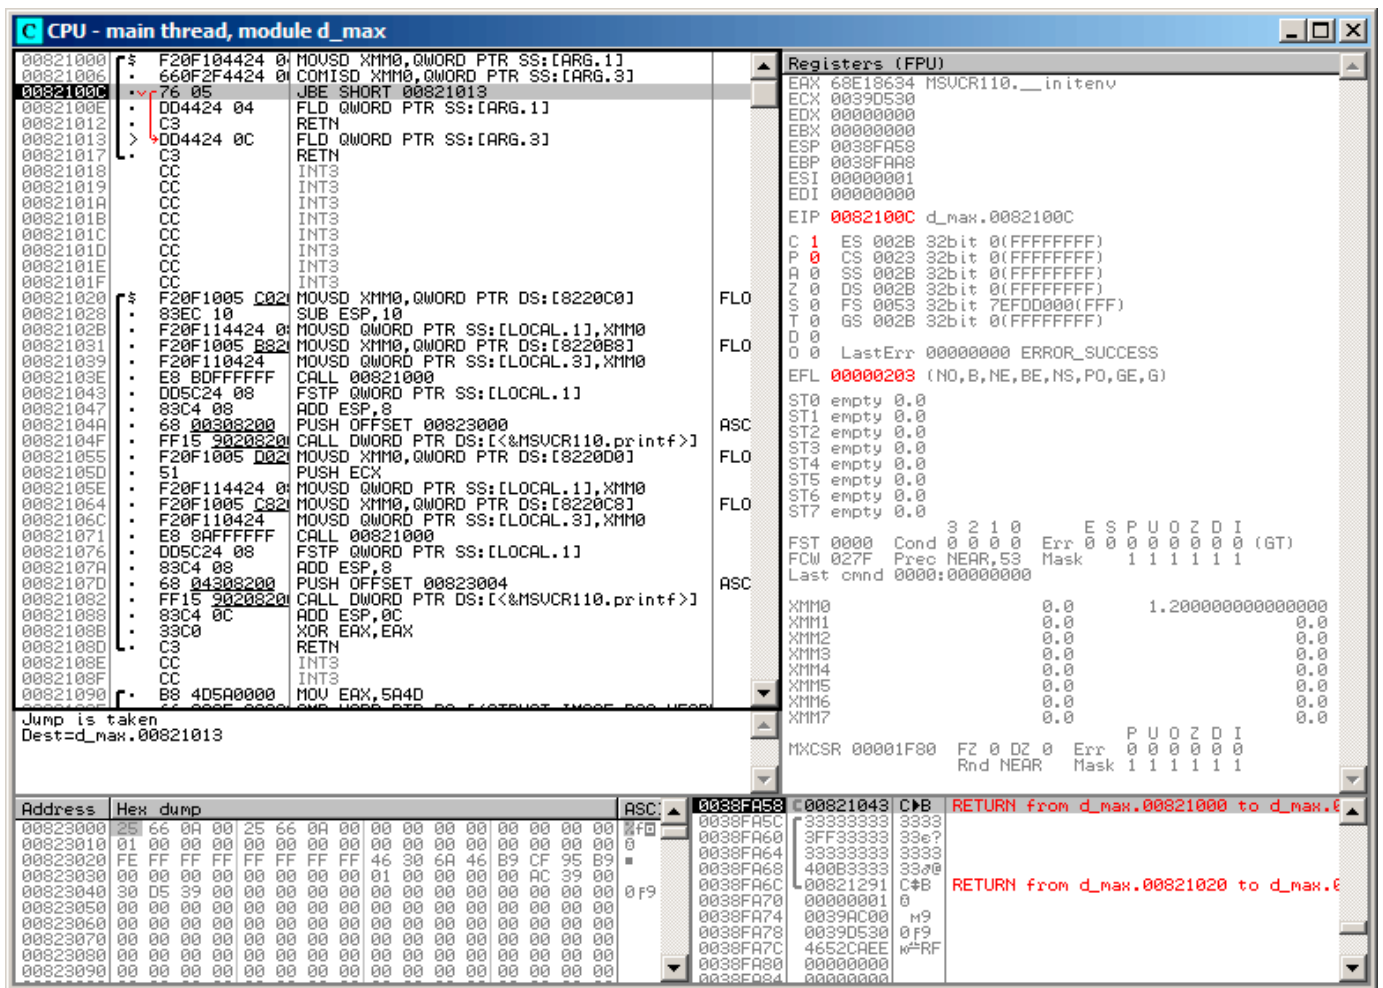 C CPU - main thread, module d_max
00821000 $ F20F104424 0 MOVSD XMM0,QWORD PTR SS:[ARG.1]
00821006 · 660F2F4424 0 COMISD XMM0,QWORD PTR SS:[ARG.3]
0082100C · 76 05 JBE SHORT 00821013
0082100E · DD4424 04 FLD QWORD PTR SS:[ARG.1]
00821012 · C3 RETN
00821013 > DD4424 0C FLD QWORD PTR SS:[ARG.3]
00821017 · C3 RETN
00821018 CC INT3
00821019 CC INT3
0082101A CC INT3
0082101B CC INT3
0082101C CC INT3
0082101D CC INT3
0082101E CC INT3
0082101F CC INT3
00821020 $ F20F1005 C02 MOVSD XMM0,QWORD PTR DS:[8220C0] FLO
00821028 · 83EC 10 SUB ESP,10
0082102B · F20F114424 0 MOVSD QWORD PTR SS:[LOCAL.1],XMM0
00821031 · F20F1005 B82 MOVSD XMM0,QWORD PTR DS:[8220B8] FLO
00821039 · F20F110424 MOVSD QWORD PTR SS:[LOCAL.3],XMM0
0082103E · E8 BDFFFFFF CALL 00821000
00821043 · DD5C24 08 FSTP QWORD PTR SS:[LOCAL.1]
00821047 · 83C4 08 ADD ESP,8
0082104A · 68 00308200 PUSH OFFSET 00823000 ASC
0082104F · FF15 9020820 CALL DWORD PTR DS:[<&MSVCR110.printf>]
00821055 · F20F1005 D02 MOVSD XMM0,QWORD PTR DS:[8220D0] FLO
0082105D · 51 PUSH ECX
0082105E · F20F114424 0 MOVSD QWORD PTR SS:[LOCAL.1],XMM0
00821064 · F20F1005 C82 MOVSD XMM0,QWORD PTR DS:[8220C8] FLO
0082106C · F20F110424 MOVSD QWORD PTR SS:[LOCAL.3],XMM0
00821071 · E8 8AFFFFFF CALL 00821000
00821076 · DD5C24 08 FSTP QWORD PTR SS:[LOCAL.1]
0082107A · 83C4 08 ADD ESP,8
0082107D · 68 04308200 PUSH OFFSET 00823004 ASC
00821082 · FF15 9020820 CALL DWORD PTR DS:[<&MSVCR110.printf>]
00821088 · 83C4 0C ADD ESP,0C
0082108B · 33C0 XOR EAX,EAX
0082108D · C3 RETN
0082108E CC INT3
0082108F CC INT3
00821090 · B8 4D5A0000 MOV EAX,5A4D
Jump is taken
Dest=d_max.00821013
Registers (FPU)
EAX 68E18634 MSVCR110.__initenv
ECX 0039D530
EDX 00000000
EBX 00000000
ESP 0038FA58
EBP 0038FAA8
ESI 00000001
EDI 00000000
EIP 0082100C d_max.0082100C
C 1 ES 002B 32bit 0(FFFFFFFF)
P 0 CS 0023 32bit 0(FFFFFFFF)
A 0 SS 002B 32bit 0(FFFFFFFF)
Z 0 DS 002B 32bit 0(FFFFFFFF)
S 0 FS 0053 32bit 7EFDD000(FFF)
T 0 GS 002B 32bit 0(FFFFFFFF)
D 0
O 0 LastErr 00000000 ERROR_SUCCESS
EFL 00000203 (NO,B,NE,BE,NS,PO,GE,G)
ST0 empty 0.0
ST1 empty 0.0
ST2 empty 0.0
ST3 empty 0.0
ST4 empty 0.0
ST5 empty 0.0
ST6 empty 0.0
ST7 empty 0.0
3 2 1 0 E S P U O Z D I
FST 0000 Cond 0 0 0 0 Err 0 0 0 0 0 0 0 0 (GT)
FCW 027F Prec NEAR,53 Mask 1 1 1 1 1 1
Last cmnd 0000:00000000
XMM0 0.0 1.200000000000000
XMM1 0.0 0.0
XMM2 0.0 0.0
XMM3 0.0 0.0
XMM4 0.0 0.0
XMM5 0.0 0.0
XMM6 0.0 0.0
XMM7 0.0 0.0
P U O Z D I
MXCSR 00001F80 FZ 0 DZ 0 Err 0 0 0 0 0 0
Rnd NEAR Mask 1 1 1 1 1 1
Address Hex dump ASC
00823000 25 66 0A 00 25 66 0A 00 00 00 00 00 00 00 00 00 %f
00823010 01 00 00 00 00 00 00 00 00 00 00 00 00 00 00 00
00823020 FE FF FF FF FF FF FF FF 46 30 6A 46 B9 CF 95 B9
00823030 00 00 00 00 00 00 00 00 01 00 00 00 00 AC 39 00
00823040 30 D5 39 00 00 00 00 00 00 00 00 00 00 00 00 00
00823050 00 00 00 00 00 00 00 00 00 00 00 00 00 00 00 00
00823060 00 00 00 00 00 00 00 00 00 00 00 00 00 00 00 00
00823070 00 00 00 00 00 00 00 00 00 00 00 00 00 00 00 00
00823080 00 00 00 00 00 00 00 00 00 00 00 00 00 00 00 00
00823090 00 00 00 00 00 00 00 00 00 00 00 00 00 00 00 00
0038FA58 00821043 C►B RETURN from d_max.00821000 to d_max.
0038FA5C 33333333 3333
0038FA60 3FF33333 33є?
0038FA64 33333333 3333
0038FA68 400B3333 33♂@
0038FA6C 00821291 RETURN from d_max.00821020 to d_max.
0038FA70 00000001
0038FA74 0039AC00 м9
0038FA78 0039D530
0038FA7C 4652CAEE
0038FA80 00000000
0038FA84 00000000